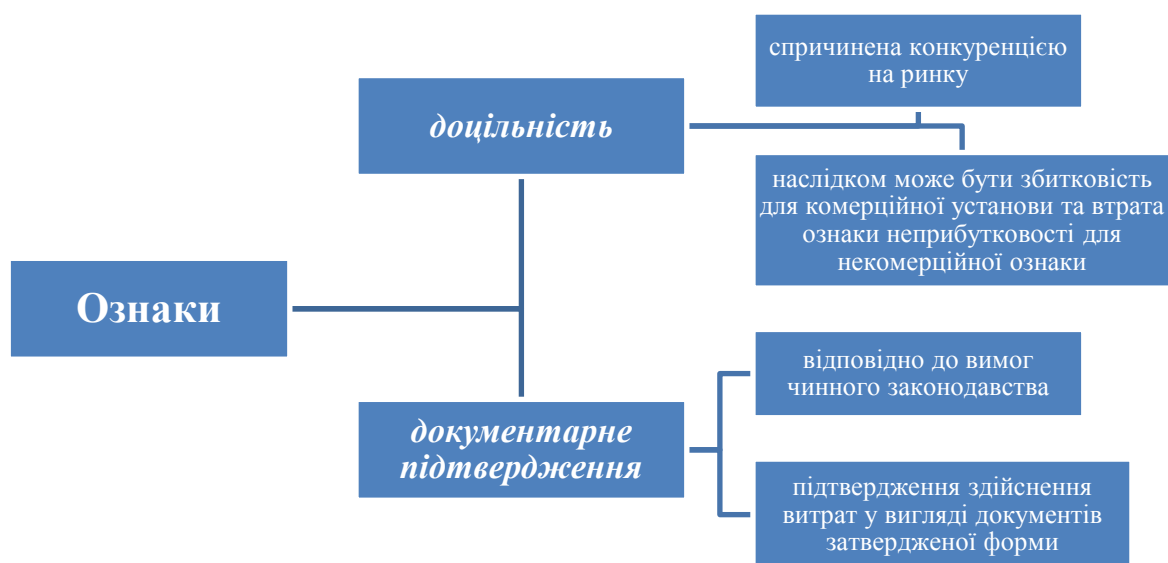 Ознаки
доцільність
спричинена конкуренцією
на ринку
наслідком може бути збитковість
для комерційної установи та втрата
ознаки неприбутковості для
некомерційної ознаки
документарне
підтвердження
відповідно до вимог
чинного законодавства
підтвердження здійснення
витрат у вигляді документів
затвердженої форми